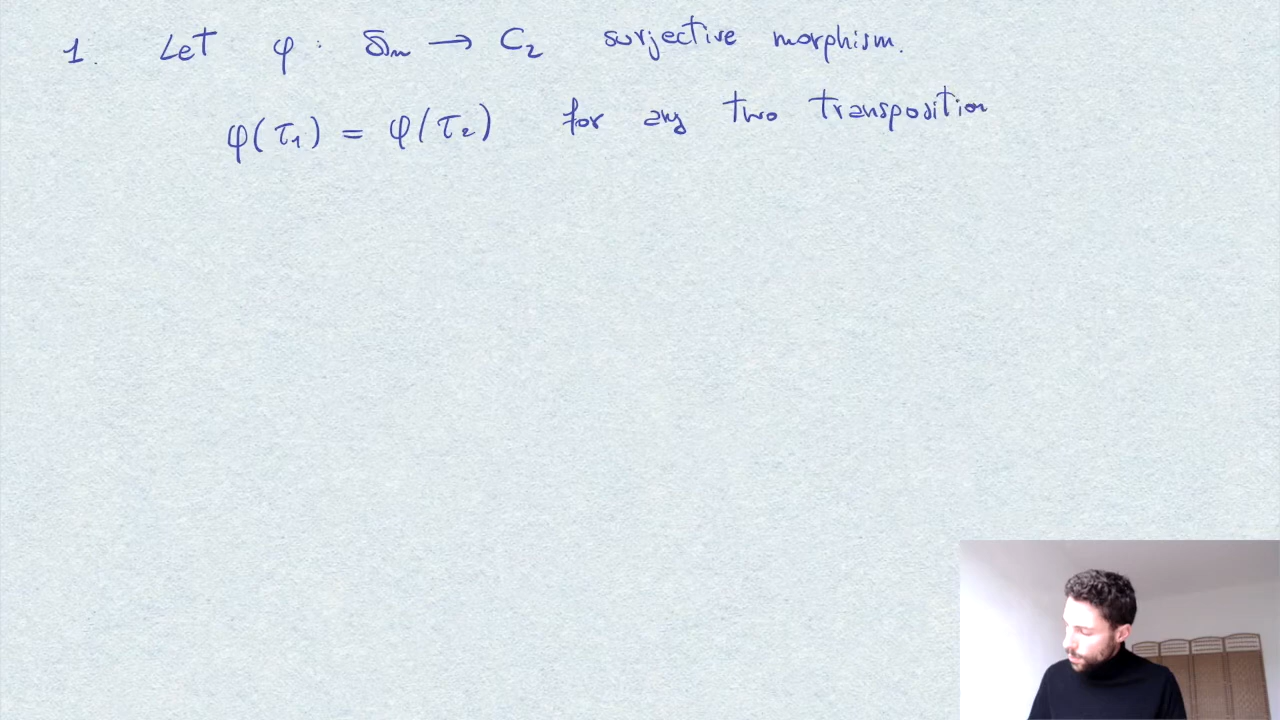 1. Let φ: S_n → C_2 surjective morphism.
φ(τ_1) = φ(τ_2) for any two transposition